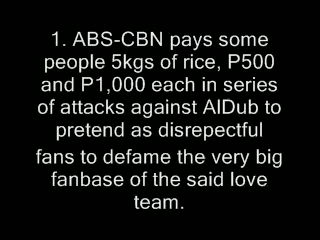 1. ABS-CBN pays some
people 5kgs of rice, P500
and P1,000 each in series
of attacks against AlDub to
pretend as disrepectful
fans to defame the very big
fanbase of the said love
team.